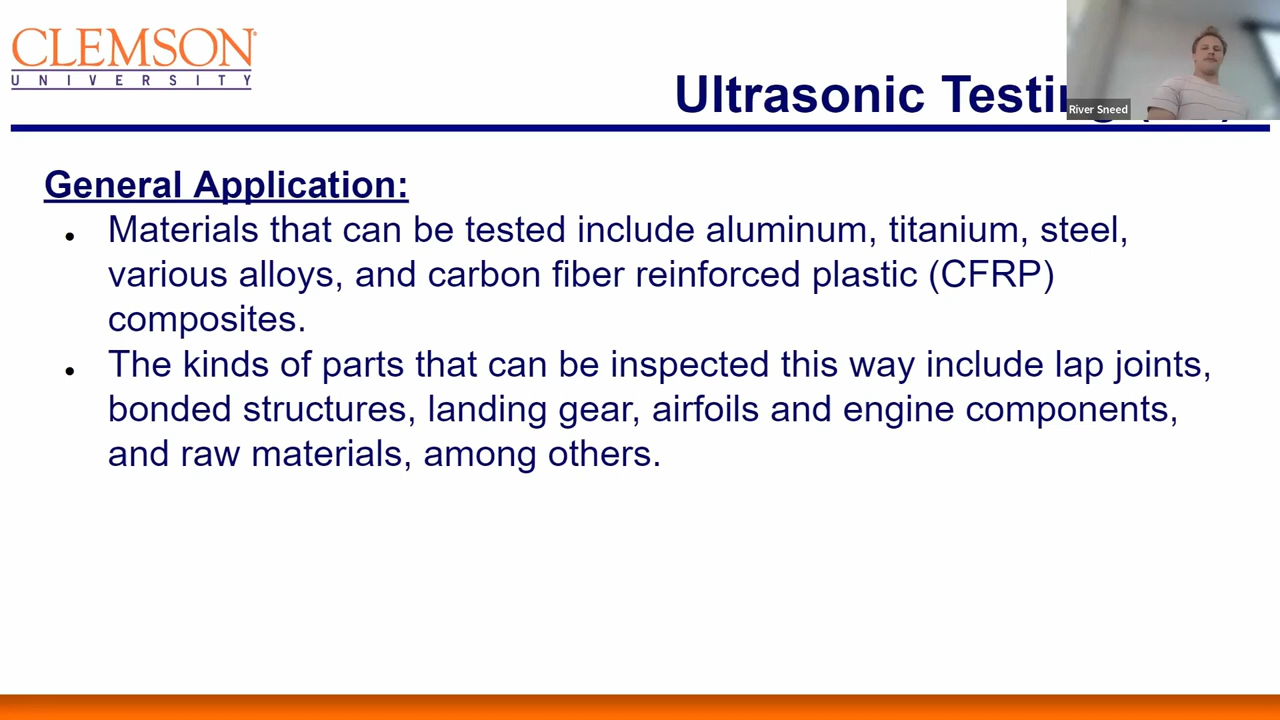 CLEMSON
UNIVERSITY
Ultrasonic
River Sneed
General Application:
• Materials that can be tested include aluminum, titanium, steel,
various alloys, and carbon fiber reinforced plastic (CFRP)
composites.
• The kinds of parts that can be inspected this way include lap joints,
bonded structures, landing gear, airfoils and engine components,
and raw materials, among others.